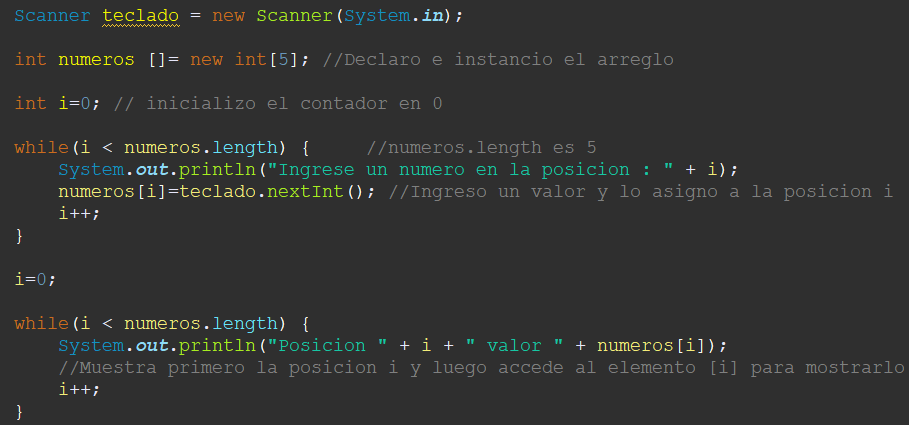 Scanner teclado = new Scanner(System.in);
int numeros []= new int[5]; //Declaro e instancio el arreglo
int i=0; // inicializo el contador en 0
while(i < numeros.length) {     //numeros.length es 5
    System.out.println("Ingrese un numero en la posicion : " + i);
    numeros[i]=teclado.nextInt(); //Ingreso un valor y lo asigno a la posicion i
    i++;
}
i=0;
while(i < numeros.length) {
    System.out.println("Posicion " + i + " valor " + numeros[i]);
    //Muestra primero la posicion i y luego accede al elemento [i] para mostrarlo
    i++;
}